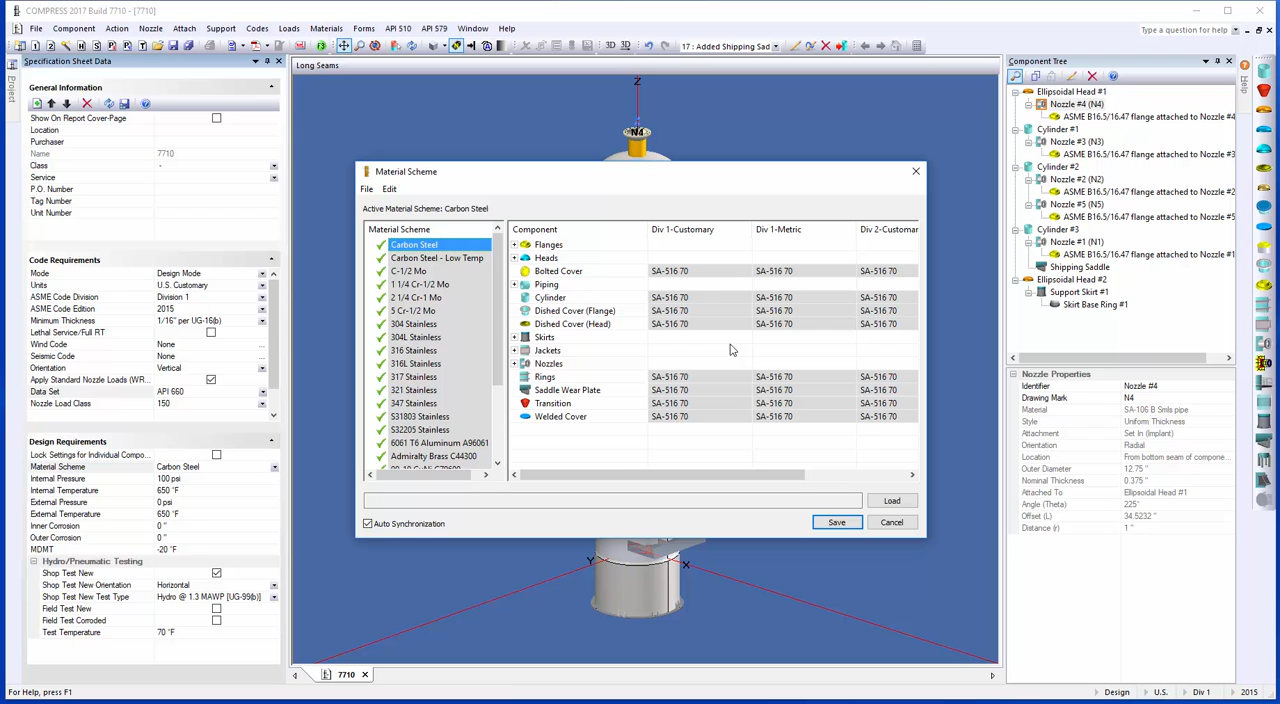 COMPRESS 2017 Build 7710 - [7710]
File Component Action Nozzle Attach Support Codes Loads Materials Forms API 510 API 579 Window Help
Type a question for help
3D 3D 17 : Added Shipping Sad
Specification Sheet Data
Project
General Information
Show On Report Cover-Page
Location
Purchaser
Name 7710
Class -
Service
P.O. Number
Tag Number
Unit Number
Code Requirements
Mode Design Mode
Units U.S. Customary
ASME Code Division Division 1
ASME Code Edition 2015
Minimum Thickness 1/16" per UG-16(b)
Lethal Service/Full RT
Wind Code None
Seismic Code None
Orientation Vertical
Apply Standard Nozzle Loads (WR...
Data Set API 660
Nozzle Load Class 150
Design Requirements
Lock Settings for Individual Compo...
Material Scheme Carbon Steel
Internal Pressure 100 psi
Internal Temperature 650 °F
External Pressure 0 psi
External Temperature 650 °F
Inner Corrosion 0 "
Outer Corrosion 0 "
MDMT -20 °F
Hydro/Pneumatic Testing
Shop Test New
Shop Test New Orientation Horizontal
Shop Test New Test Type Hydro @ 1.3 MAWP [UG-99(b)]
Field Test New
Field Test Corroded
Test Temperature 70 °F
Long Seams
Z
N4
Y X
7710
Material Scheme
File Edit
Active Material Scheme: Carbon Steel
Material Scheme
Carbon Steel
Carbon Steel - Low Temp
C-1/2 Mo
1 1/4 Cr-1/2 Mo
2 1/4 Cr-1 Mo
5 Cr-1/2 Mo
304 Stainless
304L Stainless
316 Stainless
316L Stainless
317 Stainless
321 Stainless
347 Stainless
S31803 Stainless
S32205 Stainless
6061 T6 Aluminum A96061
Admiralty Brass C44300
Component Div 1-Customary Div 1-Metric Div 2-Customar
Flanges
Heads
Bolted Cover SA-516 70 SA-516 70 SA-516 70
Piping
Cylinder SA-516 70 SA-516 70 SA-516 70
Dished Cover (Flange) SA-516 70 SA-516 70 SA-516 70
Dished Cover (Head) SA-516 70 SA-516 70 SA-516 70
Skirts
Jackets
Nozzles
Rings SA-516 70 SA-516 70 SA-516 70
Saddle Wear Plate SA-516 70 SA-516 70 SA-516 70
Transition SA-516 70 SA-516 70 SA-516 70
Welded Cover SA-516 70 SA-516 70 SA-516 70
Load
Auto Synchronization
Save Cancel
Component Tree
Help
Ellipsoidal Head #1
Nozzle #4 (N4)
ASME B16.5/16.47 flange attached to Nozzle #4
Cylinder #1
Nozzle #3 (N3)
ASME B16.5/16.47 flange attached to Nozzle #3
Cylinder #2
Nozzle #2 (N2)
ASME B16.5/16.47 flange attached to Nozzle #2
Nozzle #5 (N5)
ASME B16.5/16.47 flange attached to Nozzle #5
Cylinder #3
Nozzle #1 (N1)
ASME B16.5/16.47 flange attached to Nozzle #1
Shipping Saddle
Ellipsoidal Head #2
Support Skirt #1
Skirt Base Ring #1
Nozzle Properties
Identifier Nozzle #4
Drawing Mark N4
Material SA-106 B Smls pipe
Style Uniform Thickness
Attachment Set In (Implant)
Orientation Radial
Location From bottom seam of compone...
Outer Diameter 12.75 "
Nominal Thickness 0.375 "
Attached To Ellipsoidal Head #1
Angle (Theta) 225°
Offset (L) 34.5232 "
Distance (r) 1 "
For Help, press F1
Design U.S. Div 1 2015